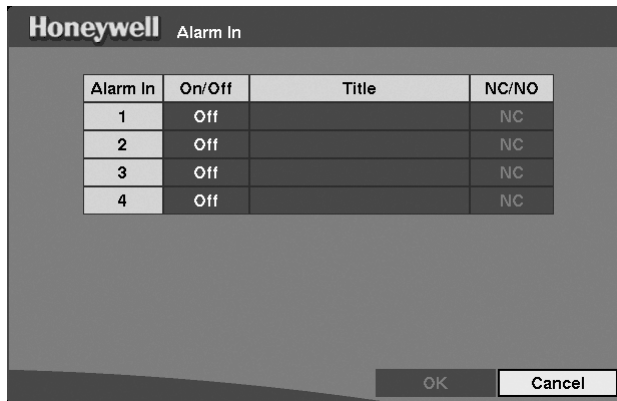 Honeywell Alarm In
Alarm In On/Off Title NC/NO
1 Off NC
2 Off NC
3 Off NC
4 Off NC
OK Cancel